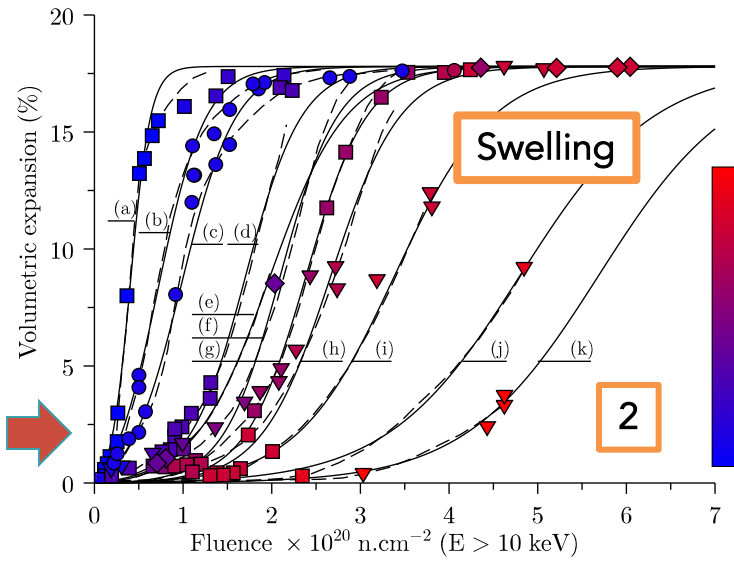 20
15
10
5
0
Volumetric expansion (%)
Swelling
2
(a)
(b)
(c)
(d)
(e)
(f)
(g)
(h)
(i)
(j)
(k)
0 1 2 3 4 5 6 7
Fluence × 10²⁰ n.cm⁻² (E > 10 keV)